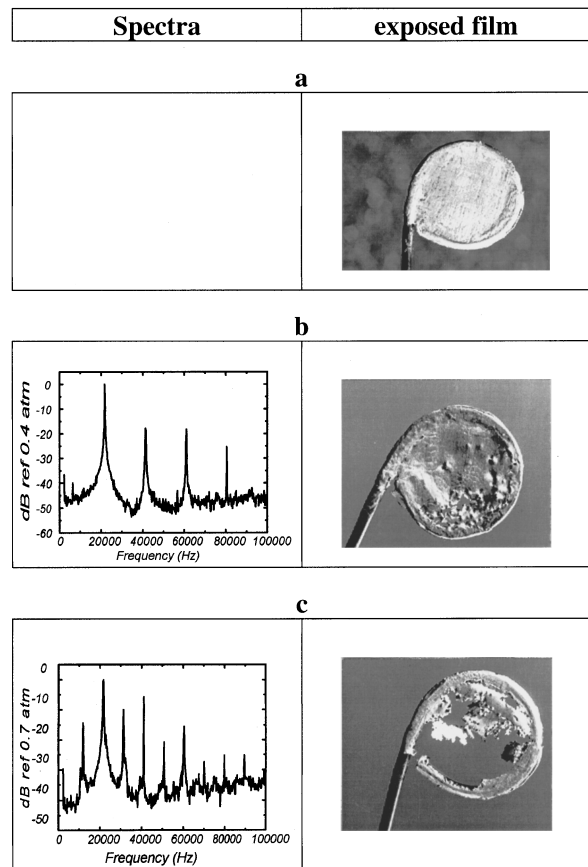 Spectra exposed film
a
b
dB ref 0.4 atm
0
-10
-20
-30
-40
-50
-60
0 20000 40000 60000 80000 100000
Frequency (Hz)
c
dB ref 0.7 atm
0
-10
-20
-30
-40
-50
0 20000 40000 60000 80000 100000
Frequency (Hz)